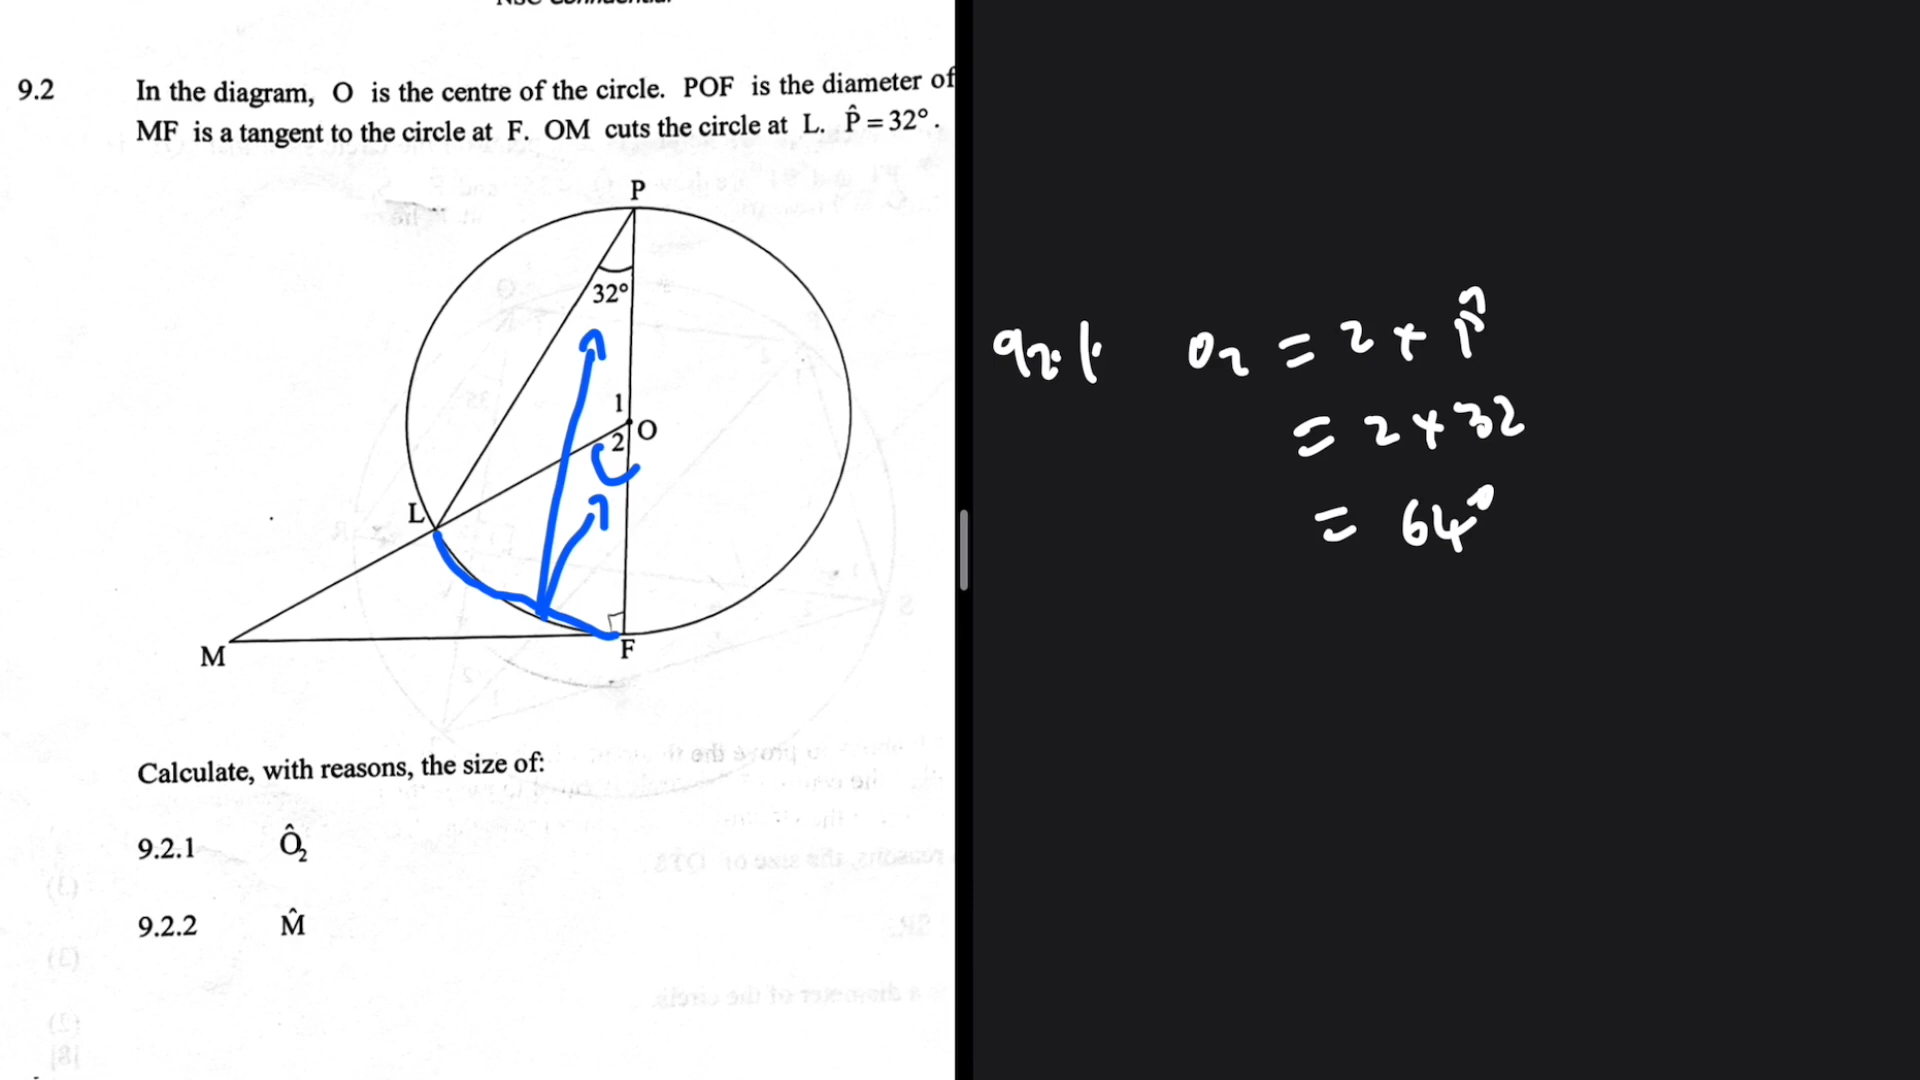 9.2 In the diagram, O is the centre of the circle. POF is the diameter of
MF is a tangent to the circle at F. OM cuts the circle at L. P̂ = 32°.
P
32°
1
O
2
L
M
F
Calculate, with reasons, the size of:
9.2.1 Ô₂
9.2.2 M̂
9.2.1 O2 = 2 × P̂
= 2 × 32
= 64°